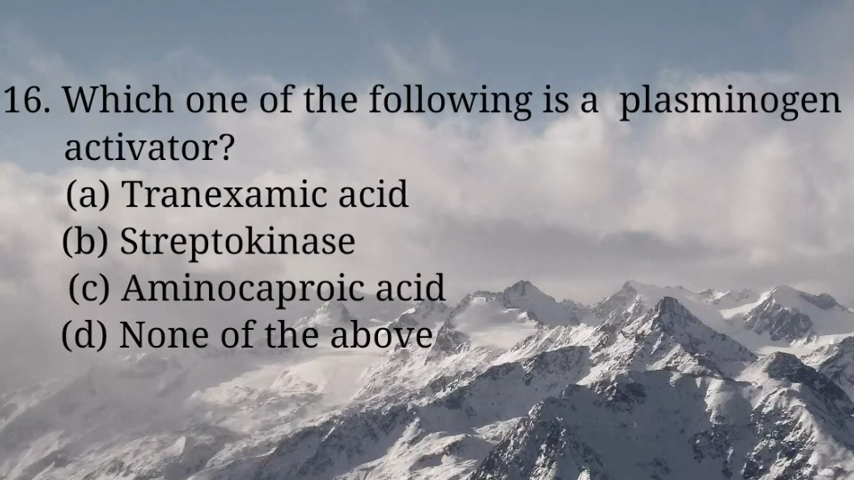 16. Which one of the following is a plasminogen
activator?
(a) Tranexamic acid
(b) Streptokinase
(c) Aminocaproic acid
(d) None of the above